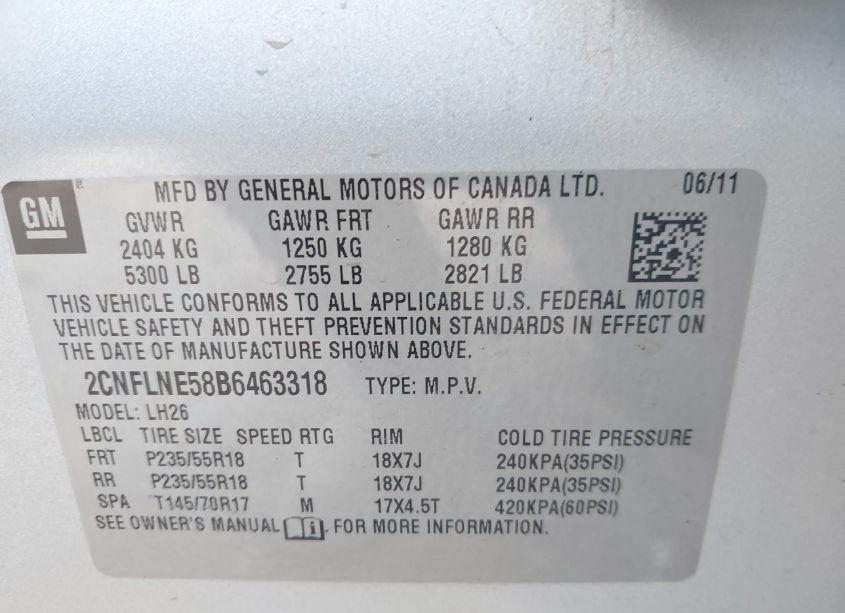 GM ®
MFD BY GENERAL MOTORS OF CANADA LTD. 06/11
GVWR GAWR FRT GAWR RR
2404 KG 1250 KG 1280 KG
5300 LB 2755 LB 2821 LB
THIS VEHICLE CONFORMS TO ALL APPLICABLE U.S. FEDERAL MOTOR
VEHICLE SAFETY AND THEFT PREVENTION STANDARDS IN EFFECT ON
THE DATE OF MANUFACTURE SHOWN ABOVE.
2CNFLNE58B6463318 TYPE: M.P.V.
MODEL: LH26
LBCL TIRE SIZE SPEED RTG RIM COLD TIRE PRESSURE
FRT P235/55R18 T 18X7J 240KPA(35PSI)
RR P235/55R18 T 18X7J 240KPA(35PSI)
SPA T145/70R17 M 17X4.5T 420KPA(60PSI)
SEE OWNER'S MANUAL FOR MORE INFORMATION.